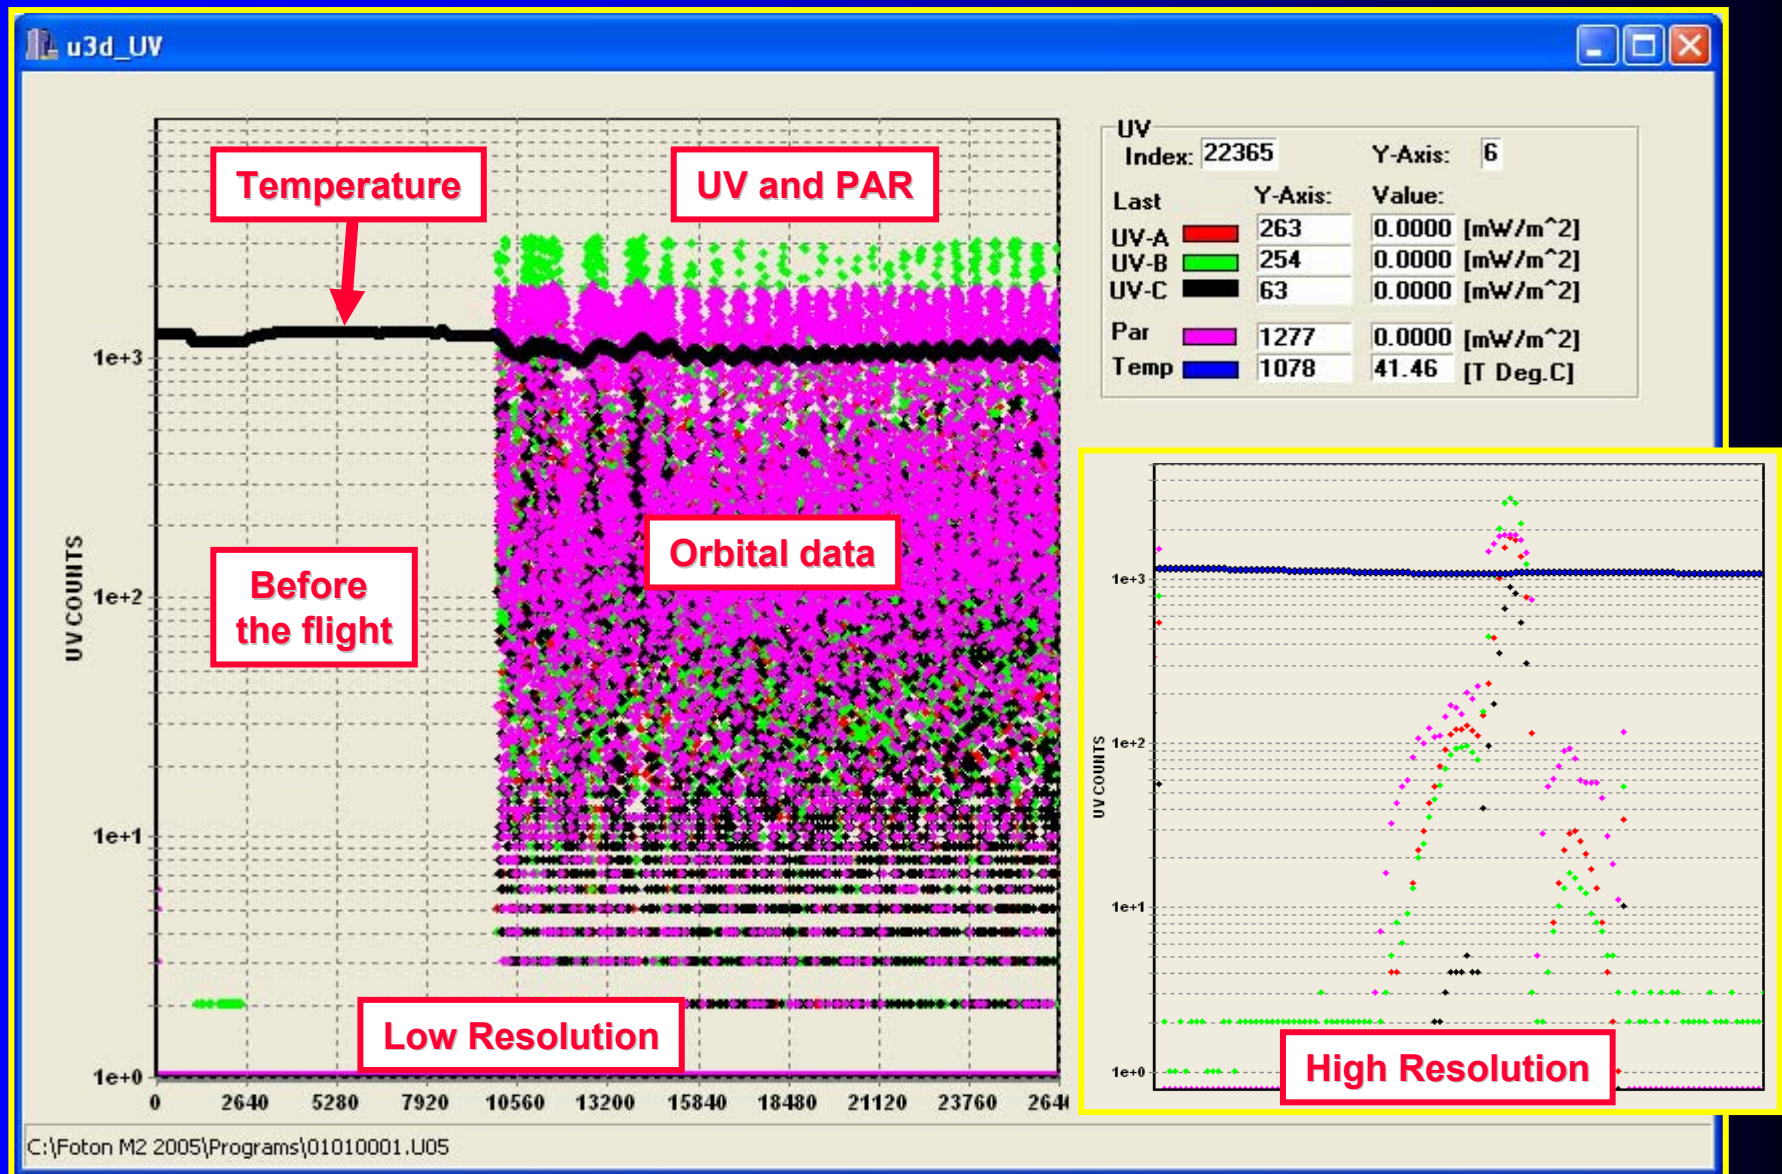 u3d_UV
Temperature
UV and PAR
Before
the flight
Orbital data
Low Resolution
UV COUNTS
1e+3
1e+2
1e+1
1e+0
0 2640 5280 7920 10560 13200 15840 18480 21120 23760 264
UV
Index: 22365 Y-Axis: 6
Last Y-Axis: Value:
UV-A 263 0.0000 [mW/m^2]
UV-B 254 0.0000 [mW/m^2]
UV-C 63 0.0000 [mW/m^2]
Par 1277 0.0000 [mW/m^2]
Temp 1078 41.46 [T Deg.C]
UV COUNTS
1e+3
1e+2
1e+1
1e+0
High Resolution
C:\Foton M2 2005\Programs\01010001.U05